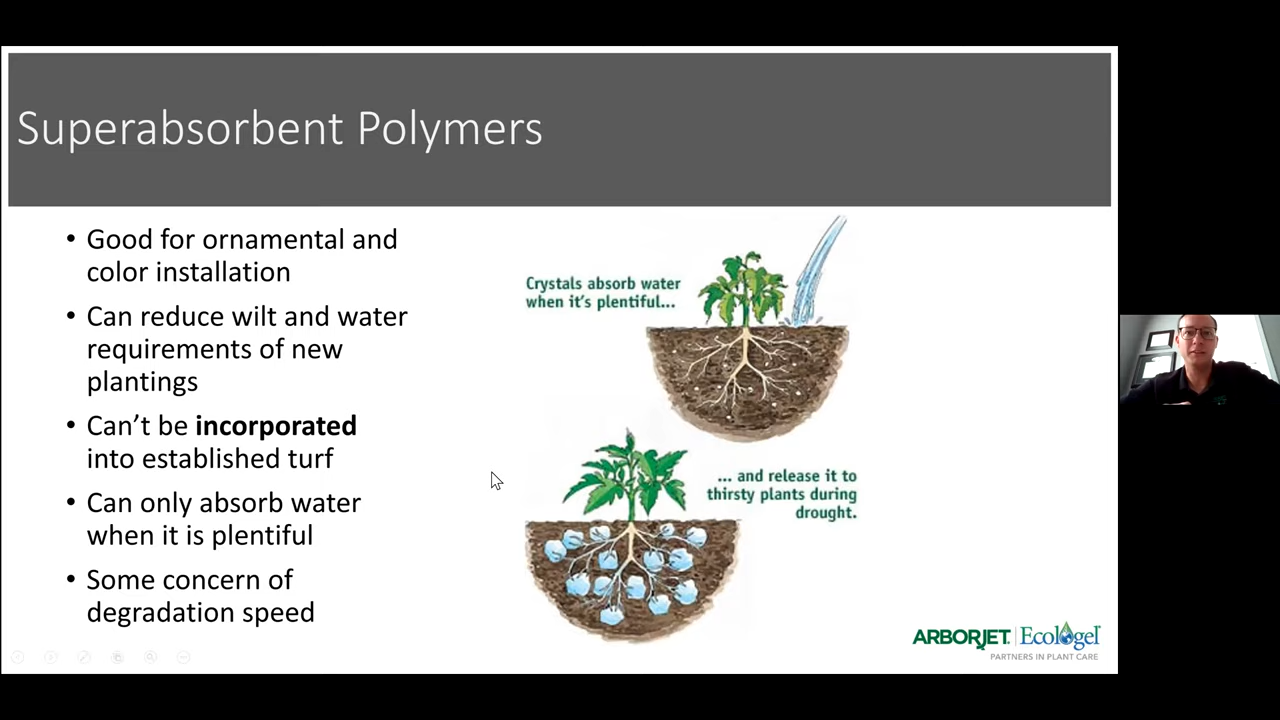 Superabsorbent Polymers
• Good for ornamental and
color installation
• Can reduce wilt and water
requirements of new
plantings
• Can't be incorporated
into established turf
• Can only absorb water
when it is plentiful
• Some concern of
degradation speed
Crystals absorb water
when it's plentiful...
... and release it to
thirsty plants during
drought.
ARBORJET | Ecologel
PARTNERS IN PLANT CARE